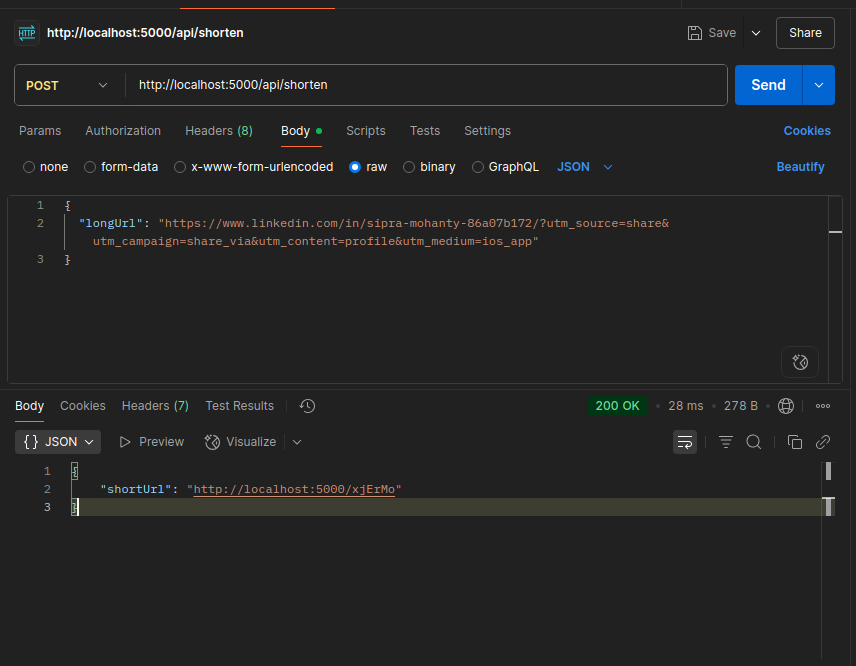 HTTP http://localhost:5000/api/shorten Save Share
POST http://localhost:5000/api/shorten Send
Params Authorization Headers (8) Body Scripts Tests Settings Cookies
none form-data x-www-form-urlencoded raw binary GraphQL JSON Beautify
1 {
2 "longUrl": "https://www.linkedin.com/in/sipra-mohanty-86a07b172/?utm_source=share&
utm_campaign=share_via&utm_content=profile&utm_medium=ios_app"
3 }
Body Cookies Headers (7) Test Results 200 OK • 28 ms • 278 B •
{} JSON Preview Visualize
1 {
2 "shortUrl": "http://localhost:5000/xjErMo"
3 }